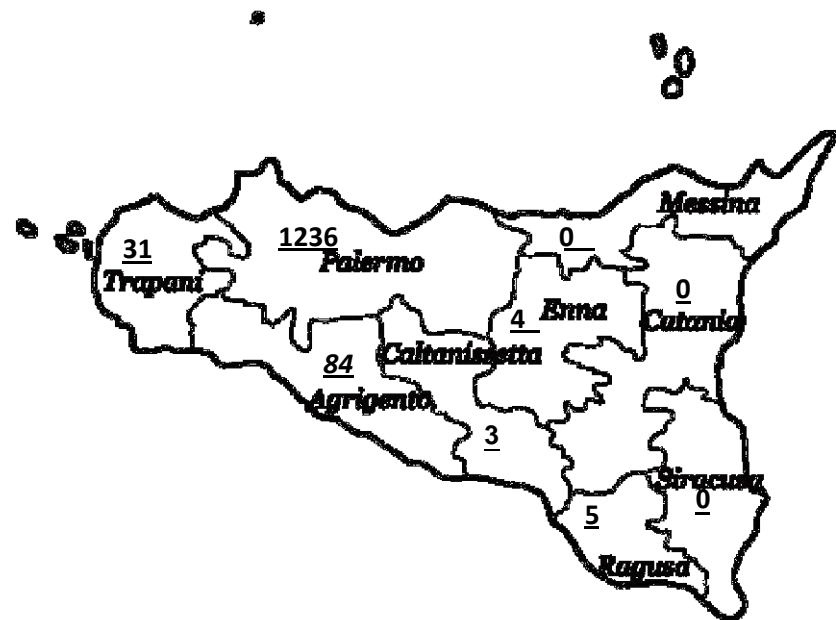 Messina
0
1236
Palermo
31
Trapani
0
Catania
4
Enna
Caltanissetta
84
Agrigento
3
Siracusa
0
5
Ragusa